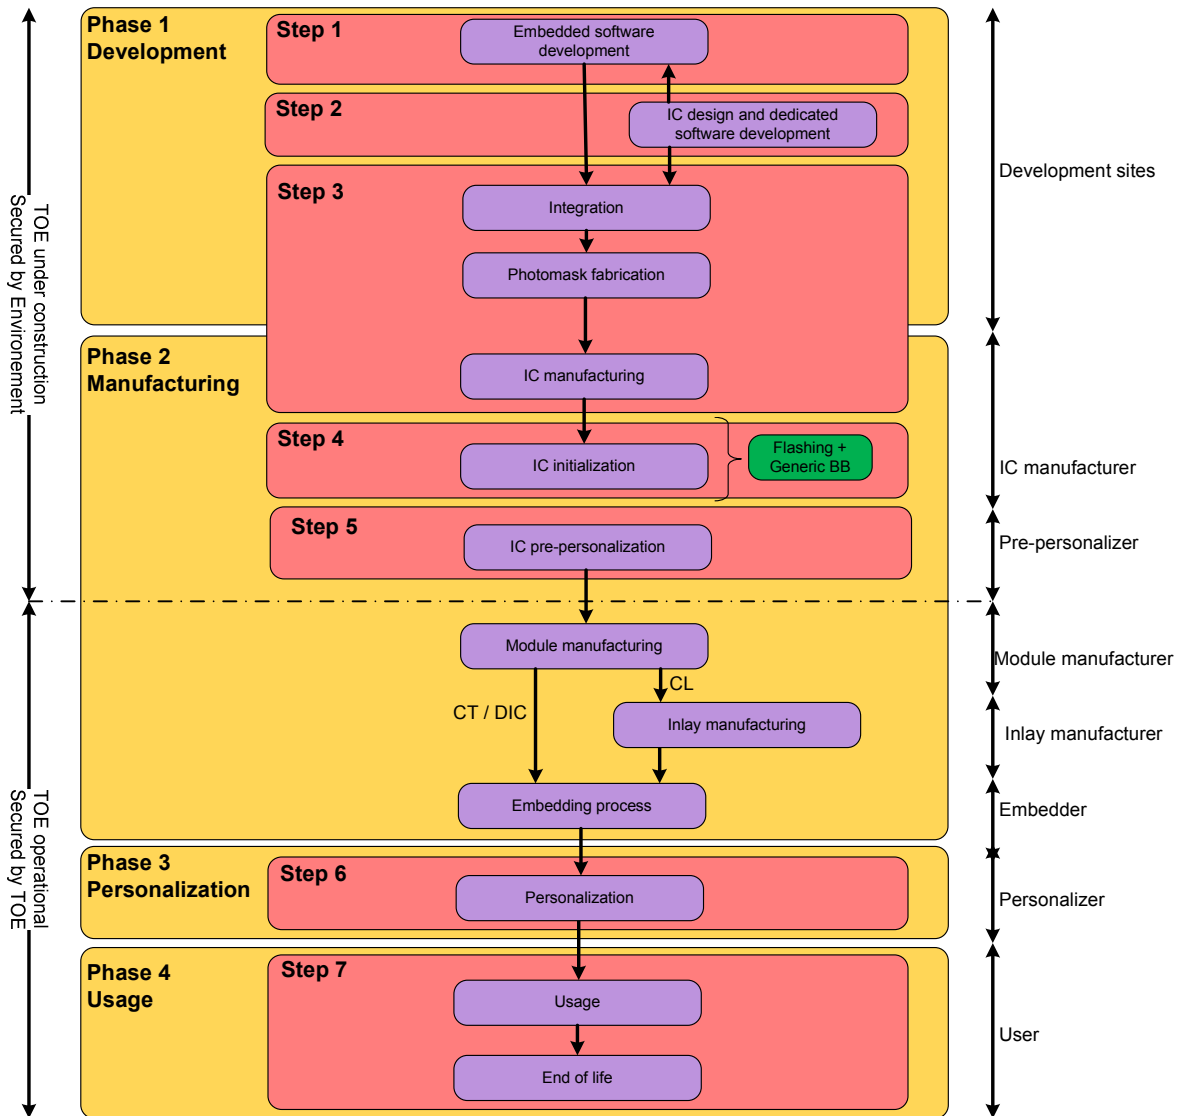 Phase 1
Development
Step 1
Embedded software
development
Step 2
IC design and dedicated
software development
Step 3
Integration
Photomask fabrication
Development sites
TOE under construction
Secured by Environement
Phase 2
Manufacturing
IC manufacturing
Step 4
IC initialization
Flashing +
Generic BB
IC manufacturer
Step 5
IC pre-personalization
Pre-personalizer
Module manufacturing
Module manufacturer
CL
CT / DIC
Inlay manufacturing
Inlay manufacturer
Embedding process
Embedder
TOE operational
Secured by TOE
Phase 3
Personalization
Step 6
Personalization
Personalizer
Phase 4
Usage
Step 7
Usage
End of life
User